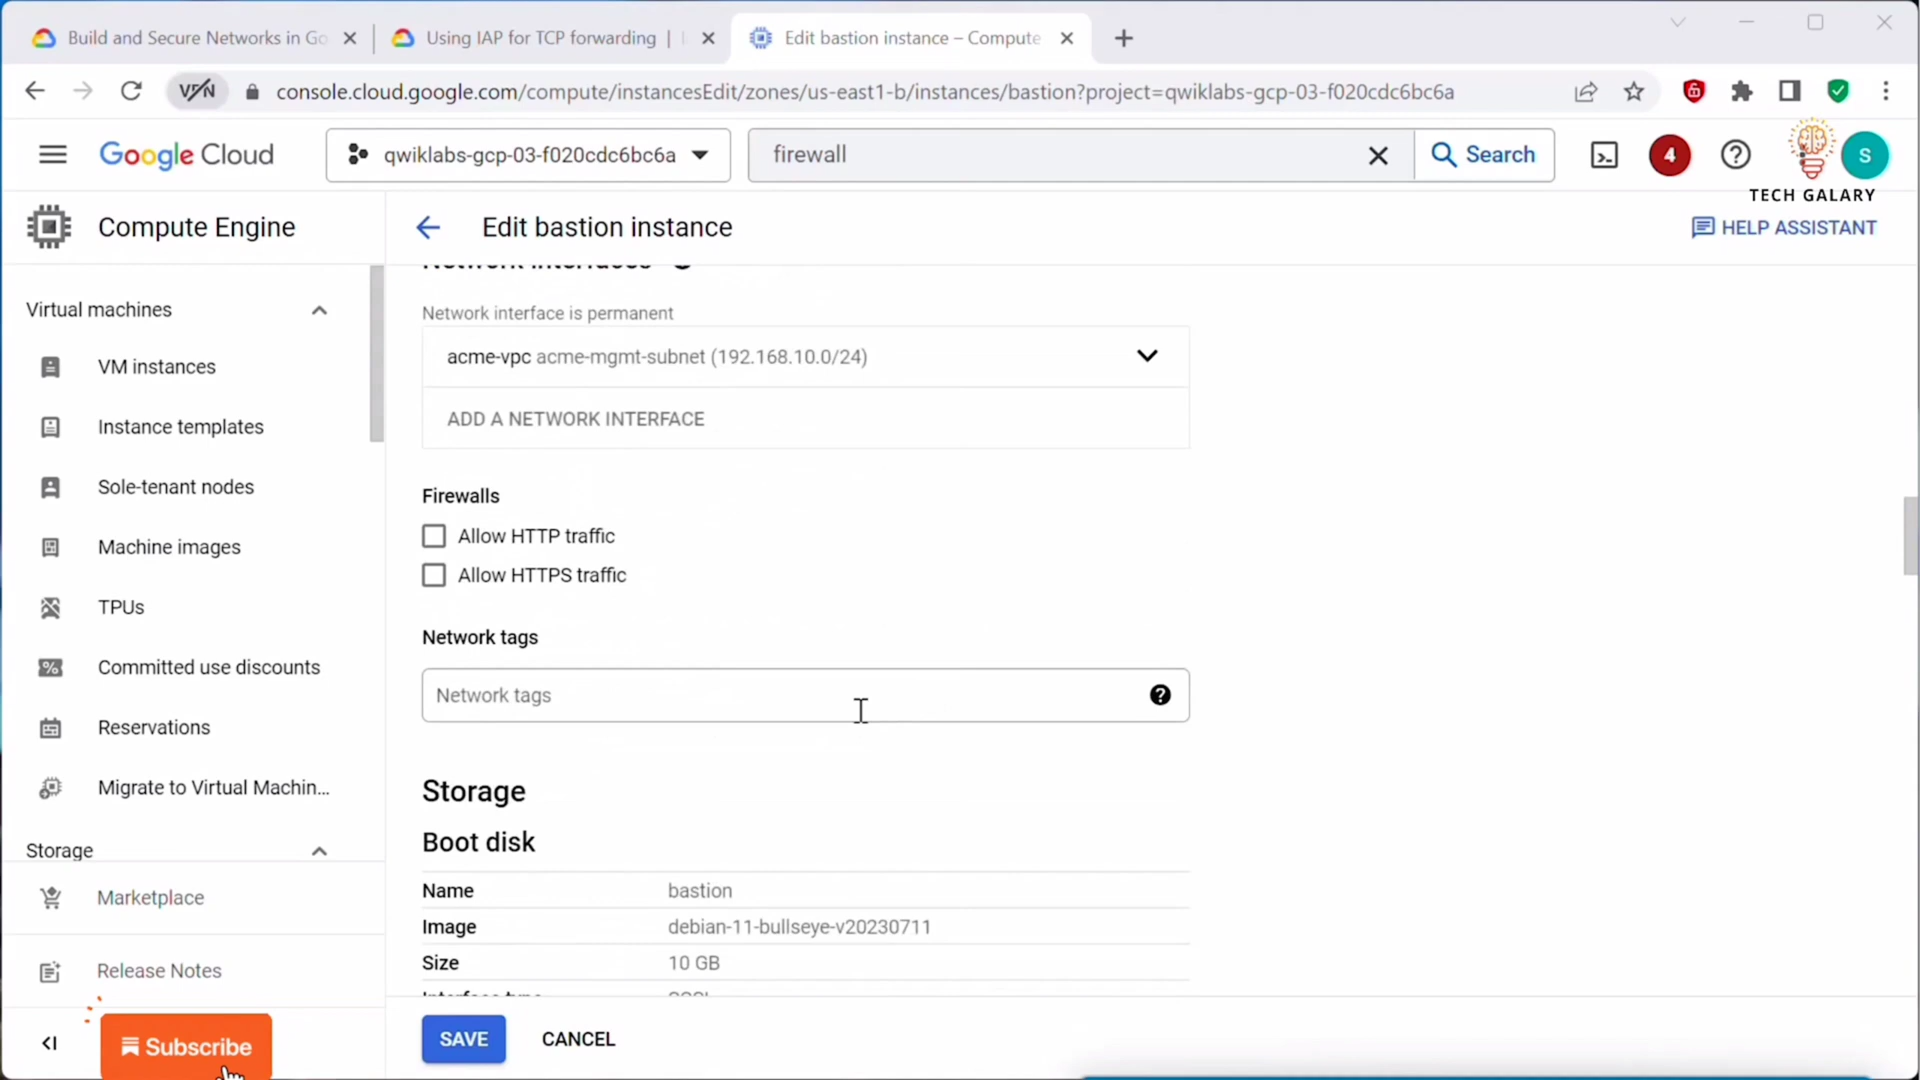 Build and Secure Networks in Go
Using IAP for TCP forwarding |
Edit bastion instance – Compute
VPN
console.cloud.google.com/compute/instancesEdit/zones/us-east1-b/instances/bastion?project=qwiklabs-gcp-03-f020cdc6bc6a
Google Cloud
qwiklabs-gcp-03-f020cdc6bc6a
firewall
Search
4
S
TECH GALARY
Compute Engine
Edit bastion instance
HELP ASSISTANT
Network interfaces
Virtual machines
VM instances
Instance templates
Sole-tenant nodes
Machine images
TPUs
Committed use discounts
Reservations
Migrate to Virtual Machin...
Storage
Marketplace
Release Notes
Subscribe
Network interface is permanent
acme-vpc acme-mgmt-subnet (192.168.10.0/24)
ADD A NETWORK INTERFACE
Firewalls
Allow HTTP traffic
Allow HTTPS traffic
Network tags
Network tags
Storage
Boot disk
Name bastion
Image debian-11-bullseye-v20230711
Size 10 GB
Interface type SCSI
SAVE
CANCEL